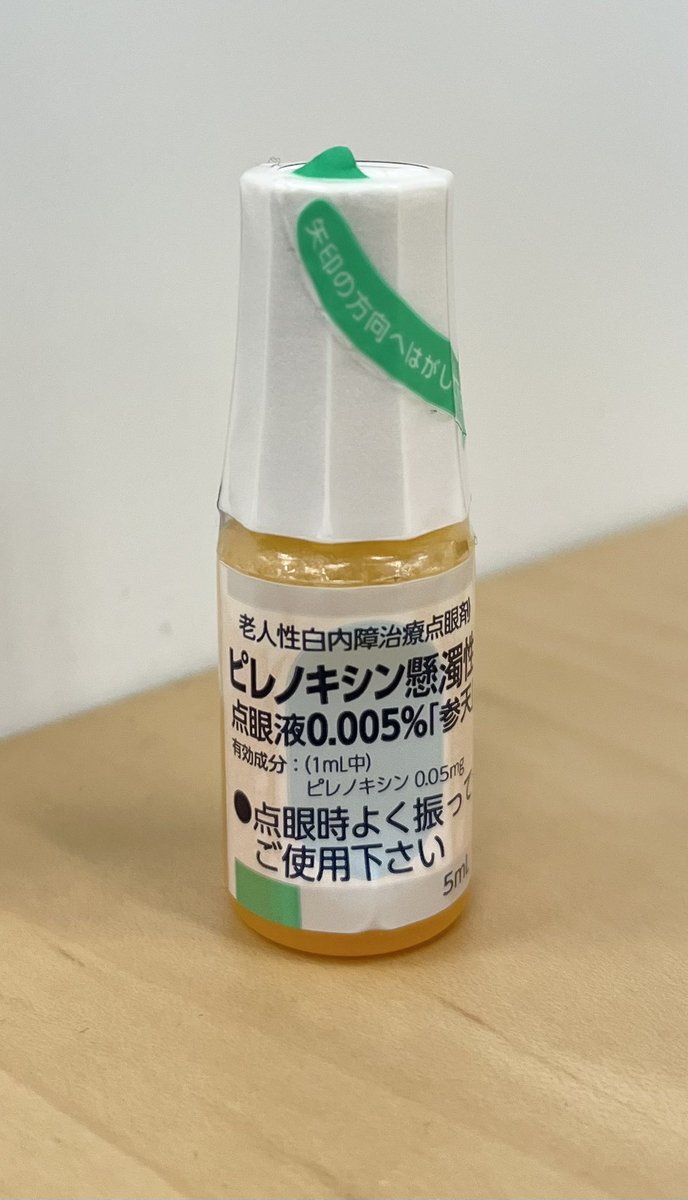 矢印の方向へはがし
老人性白内障治療点眼剤
ピレノキシン懸濁性
点眼液0.005%「参天
有効成分：(1mL中)
ピレノキシン 0.05mg
●点眼時よく振って
ご使用下さい
5mL